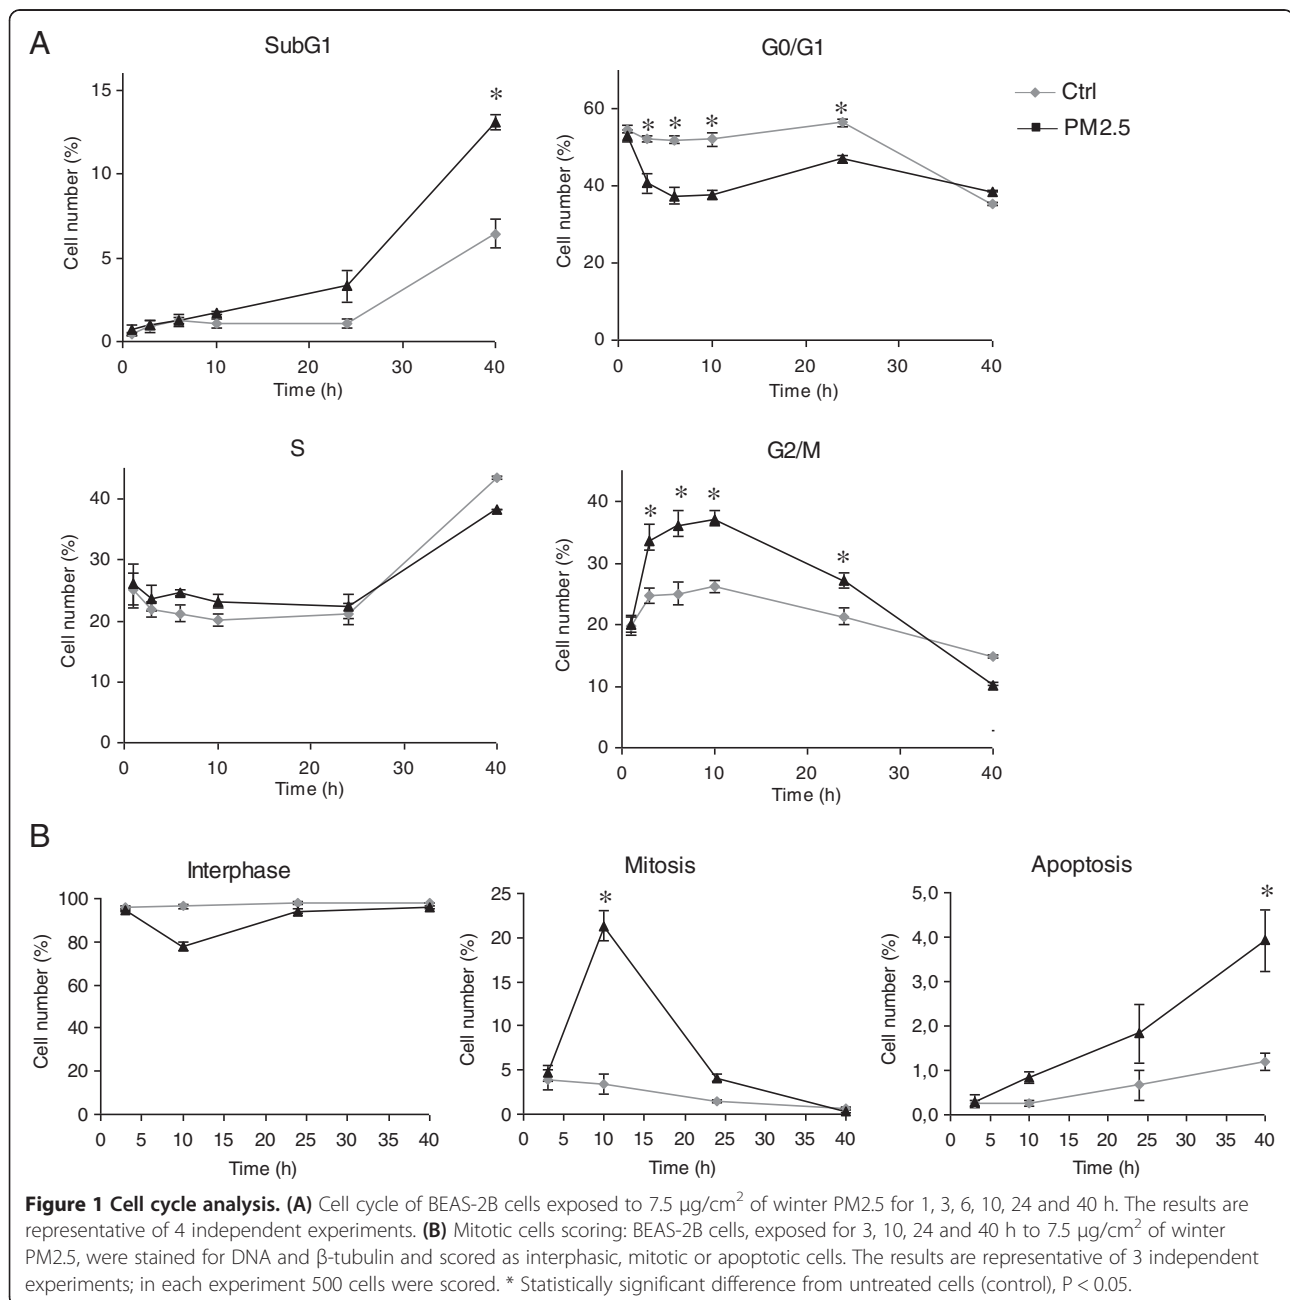 A
SubG1
Cell number (%)
15
10
5
0
0 10 20 30 40
Time (h)
*
G0/G1
Cell number (%)
60
40
20
0
0 10 20 30 40
Time (h)
* * * *
Ctrl
PM2.5
S
Cell number (%)
40
30
20
10
0
0 10 20 30 40
Time (h)
G2/M
Cell number (%)
40
30
20
10
0
0 10 20 30 40
Time (h)
* * * *
B
Interphase
Cell number (%)
100
80
60
40
20
0
0 5 10 15 20 25 30 35 40
Time (h)
Mitosis
Cell number (%)
25
20
15
10
5
0
0 5 10 15 20 25 30 35 40
Time (h)
*
Apoptosis
Cell number (%)
5,0
4,0
3,0
2,0
1,0
0,0
0 5 10 15 20 25 30 35 40
Time (h)
*
Figure 1 Cell cycle analysis. (A) Cell cycle of BEAS-2B cells exposed to 7.5 μg/cm² of winter PM2.5 for 1, 3, 6, 10, 24 and 40 h. The results are
representative of 4 independent experiments. (B) Mitotic cells scoring: BEAS-2B cells, exposed for 3, 10, 24 and 40 h to 7.5 μg/cm² of winter
PM2.5, were stained for DNA and β-tubulin and scored as interphasic, mitotic or apoptotic cells. The results are representative of 3 independent
experiments; in each experiment 500 cells were scored. * Statistically significant difference from untreated cells (control), P < 0.05.